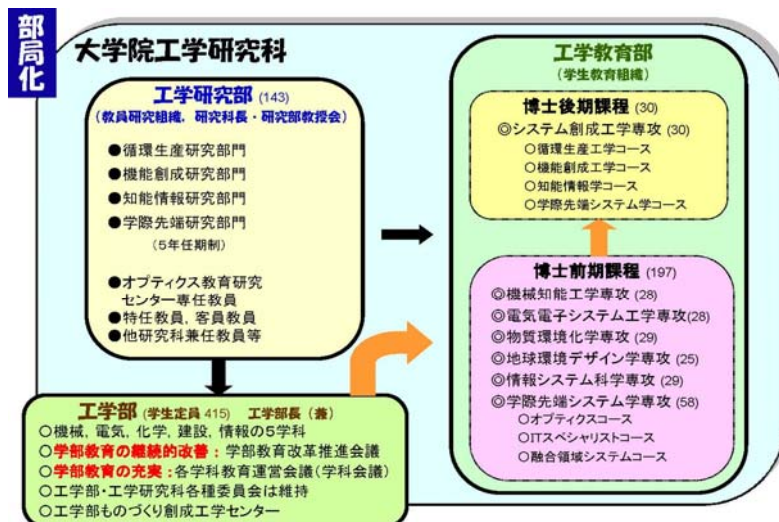 部局化
大学院工学研究科
工学研究部 (143)
(教員研究組織, 研究科長・研究部教授会)
●循環生産研究部門
●機能創成研究部門
●知能情報研究部門
●学際先端研究部門
(5年任期制)
●オプティクス教育研究
センター専任教員
●特任教員, 客員教員
●他研究科兼任教員等
工学部 (学生定員 415) 工学部長 (兼)
○機械, 電気, 化学, 建設, 情報の5学科
○学部教育の継続的改善：学部教育改革推進会議
○学部教育の充実：各学科教育運営会議(学科会議)
○工学部・工学研究科各種委員会は維持
○工学部ものづくり創成工学センター
工学教育部
(学生教育組織)
博士後期課程 (30)
◎システム創成工学専攻 (30)
○循環生産工学コース
○機能創成工学コース
○知能情報学コース
○学際先端システム学コース
博士前期課程 (197)
◎機械知能工学専攻 (28)
◎電気電子システム工学専攻(28)
◎物質環境化学専攻 (29)
◎地球環境デザイン学専攻 (25)
◎情報システム科学専攻 (29)
◎学際先端システム学専攻 (58)
○オプティクスコース
○ITスペシャリストコース
○融合領域システムコース